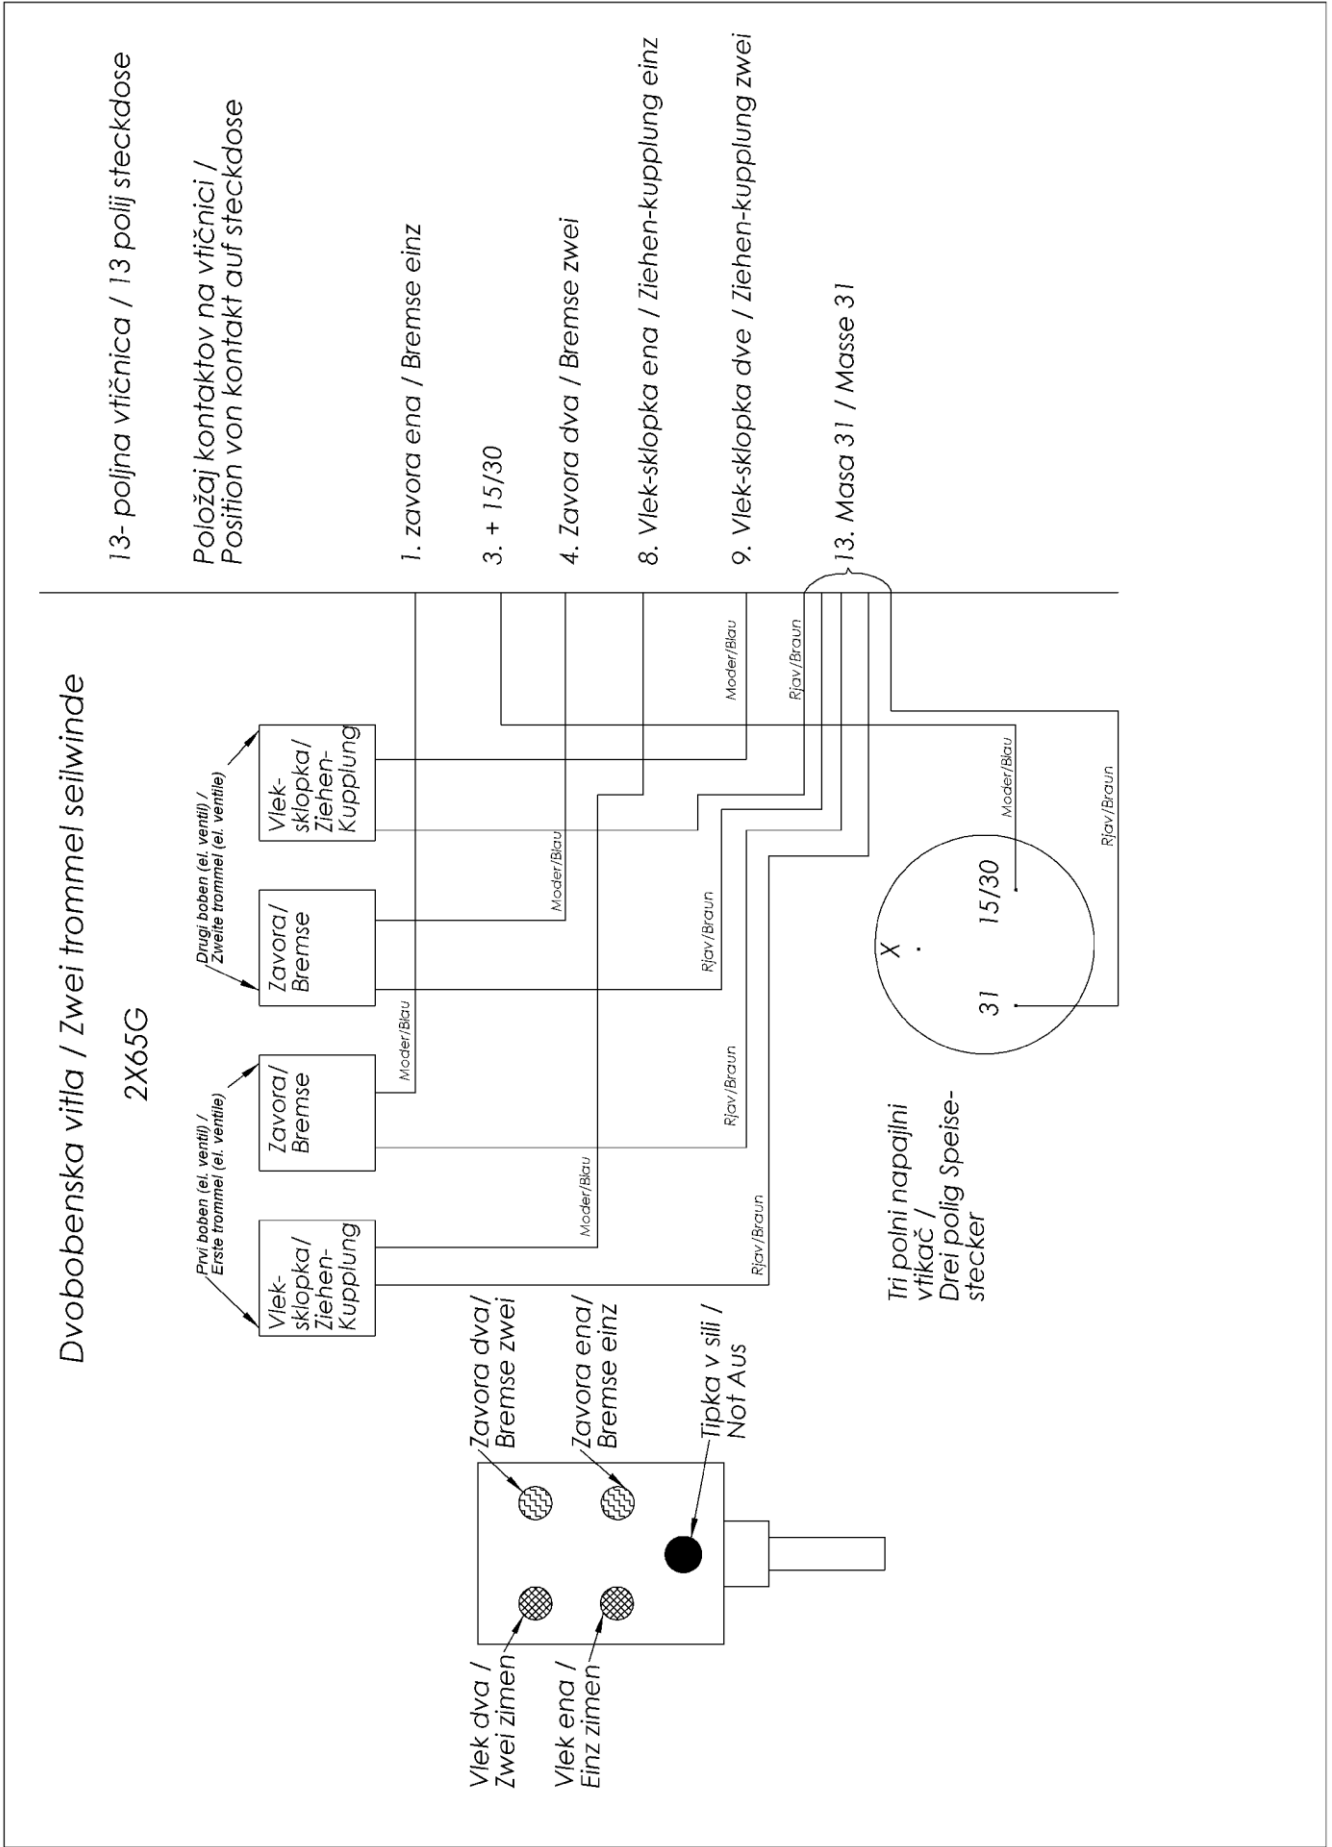 Dvobobenska vitla / Zwei trommel seilwinde
2X65G
Prvi boben (el. ventil) /
Erste trommel (el. ventile)
Drugi boben (el. ventil) /
Zweite trommel (el. ventile)
Vlek-
sklopka/
Ziehen-
Kupplung
Zavora/
Bremse
Zavora/
Bremse
Vlek-
sklopka/
Ziehen-
Kupplung
13- poljna vtičnica / 13 polij steckdose
Položaj kontaktov na vtičnici /
Position von kontakt auf steckdose
1. zavora ena / Bremse einz
3. + 15/30
4. Zavora dva / Bremse zwei
8. Vlek-sklopka ena / Ziehen-kupplung einz
9. Vlek-sklopka dve / Ziehen-kupplung zwei
13. Masa 31 / Masse 31
Moder/Blau
Moder/Blau
Moder/Blau
Moder/Blau
Rjav/Braun
Rjav/Braun
Rjav/Braun
Rjav/Braun
Moder/Blau
Rjav/Braun
Vlek dva /
Zwei zimen
Vlek ena /
Einz zimen
Zavora dva/
Bremse zwei
Zavora ena/
Bremse einz
Tipka v sili /
Not Aus
Tri polni napajlni
vtikač /
Drei polig Speise-
stecker
X
31
15/30